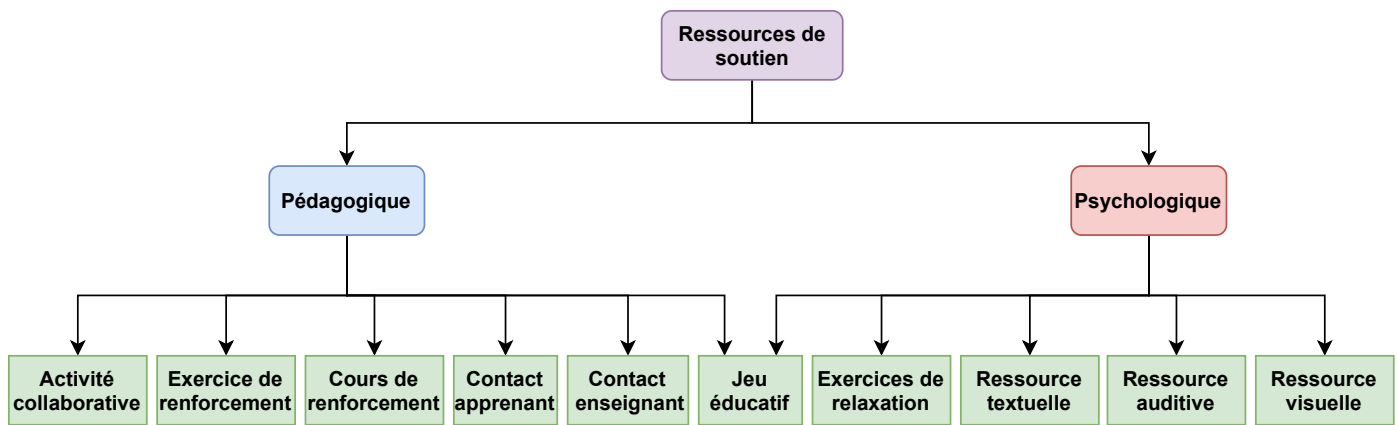 Ressources de
soutien
Pédagogique
Psychologique
Activité
collaborative
Exercice de
renforcement
Cours de
renforcement
Contact
apprenant
Contact
enseignant
Jeu
éducatif
Exercices de
relaxation
Ressource
textuelle
Ressource
auditive
Ressource
visuelle